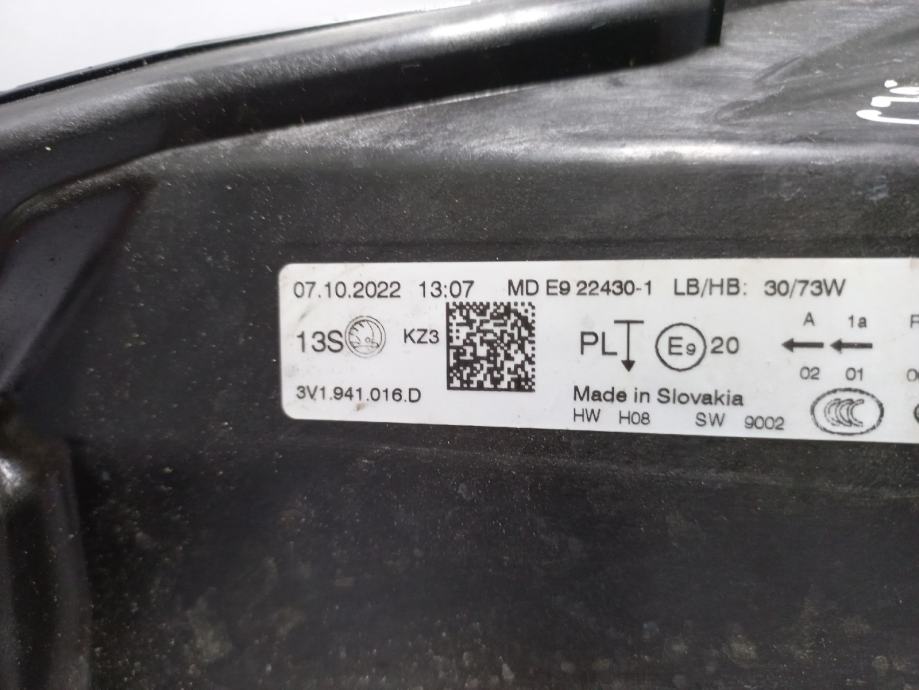 07.10.2022 13:07 MD E9 22430-1 LB/HB: 30/73W
13S KZ3 PL E9 20 A 1a
02 01
3V1.941.016.D Made in Slovakia
HW H08 SW 9002